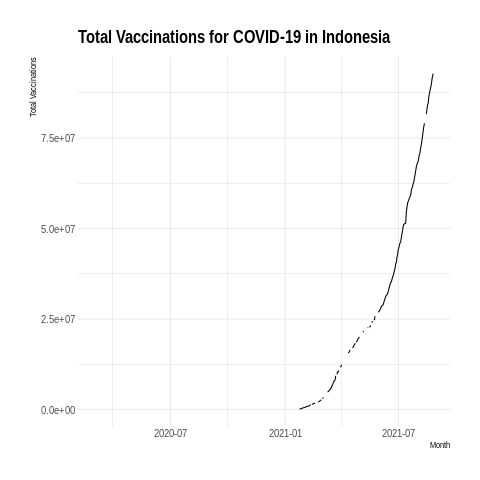 Total Vaccinations for COVID-19 in Indonesia
Total Vaccinations
7.5e+07
5.0e+07
2.5e+07
0.0e+00
2020-07
2021-01
2021-07
Month